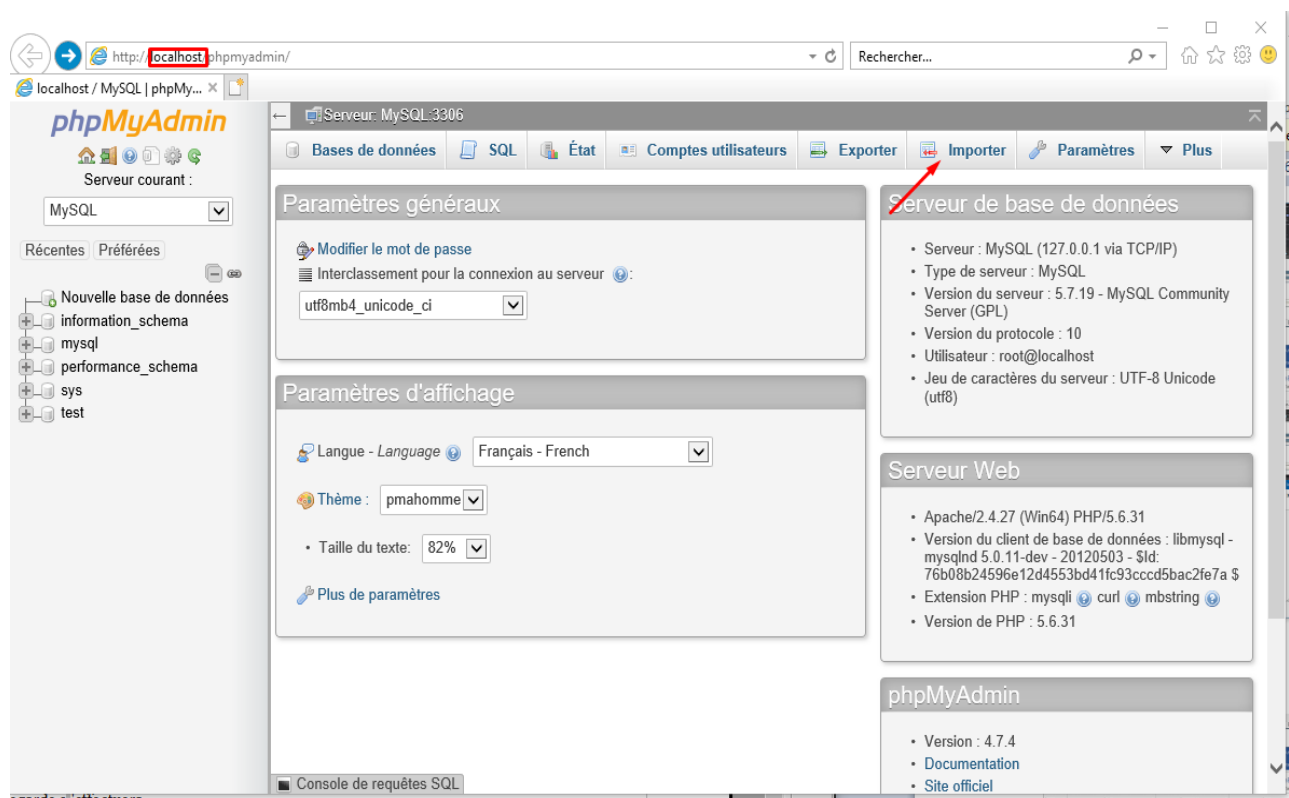 http://localhost/phpmyadmin/
Rechercher...
localhost / MySQL | phpMy...
phpMyAdmin
Serveur courant :
MySQL
Récentes Préférées
Nouvelle base de données
information_schema
mysql
performance_schema
sys
test
Serveur: MySQL:3306
Bases de données SQL État Comptes utilisateurs Exporter Importer Paramètres Plus
Paramètres généraux
Modifier le mot de passe
Interclassement pour la connexion au serveur :
utf8mb4_unicode_ci
Paramètres d'affichage
Langue - Language Français - French
Thème : pmahomme
• Taille du texte: 82%
Plus de paramètres
Serveur de base de données
• Serveur : MySQL (127.0.0.1 via TCP/IP)
• Type de serveur : MySQL
• Version du serveur : 5.7.19 - MySQL Community
Server (GPL)
• Version du protocole : 10
• Utilisateur : root@localhost
• Jeu de caractères du serveur : UTF-8 Unicode
(utf8)
Serveur Web
• Apache/2.4.27 (Win64) PHP/5.6.31
• Version du client de base de données : libmysql -
mysqlnd 5.0.11-dev - 20120503 - $Id:
76b08b24596e12d4553bd41fc93cccd5bac2fe7a $
• Extension PHP : mysqli curl mbstring
• Version de PHP : 5.6.31
phpMyAdmin
• Version : 4.7.4
• Documentation
• Site officiel
Console de requêtes SQL